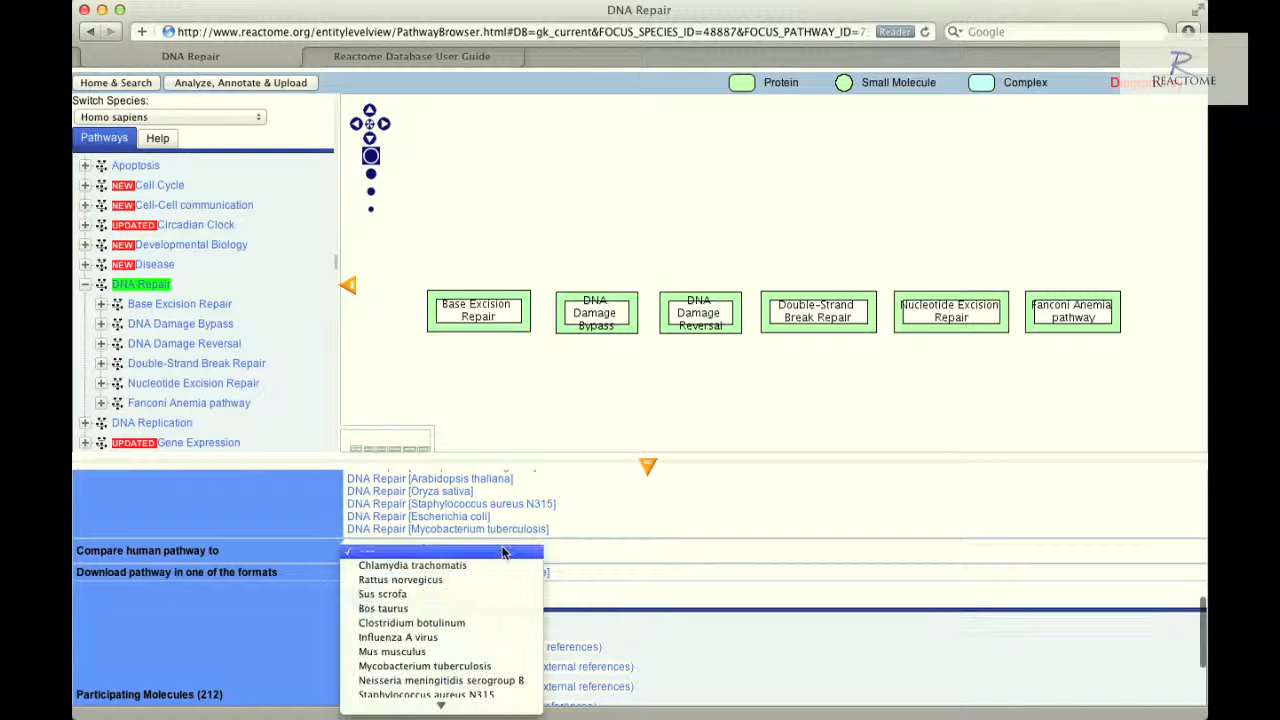 DNA Repair
http://www.reactome.org/entitylevelview/PathwayBrowser.html#DB=gk_current&FOCUS_SPECIES_ID=48887&FOCUS_PATHWAY_ID=7
Reader
Google
DNA Repair
Reactome Database User Guide
REACTOME
Home & Search
Analyze, Annotate & Upload
Protein
Small Molecule
Complex
Switch Species:
Homo sapiens
Pathways
Help
Apoptosis
NEW Cell Cycle
NEW Cell-Cell communication
UPDATED Circadian Clock
NEW Developmental Biology
NEW Disease
DNA Repair
Base Excision Repair
DNA Damage Bypass
DNA Damage Reversal
Double-Strand Break Repair
Nucleotide Excision Repair
Fanconi Anemia pathway
DNA Replication
UPDATED Gene Expression
Base Excision
Repair
DNA
Damage
Bypass
DNA
Damage
Reversal
Double-Strand
Break Repair
Nucleotide Excision
Repair
Fanconi Anemia
pathway
DNA Repair [Arabidopsis thaliana]
DNA Repair [Oryza sativa]
DNA Repair [Staphylococcus aureus N315]
DNA Repair [Escherichia coli]
DNA Repair [Mycobacterium tuberculosis]
Compare human pathway to
Download pathway in one of the formats
Participating Molecules (212)
Chlamydia trachomatis
Rattus norvegicus
Sus scrofa
Bos taurus
Clostridium botulinum
Influenza A virus
Mus musculus
Mycobacterium tuberculosis
Neisseria meningitidis serogroup B
Staphylococcus aureus N315
references)
xternal references)
xternal references)